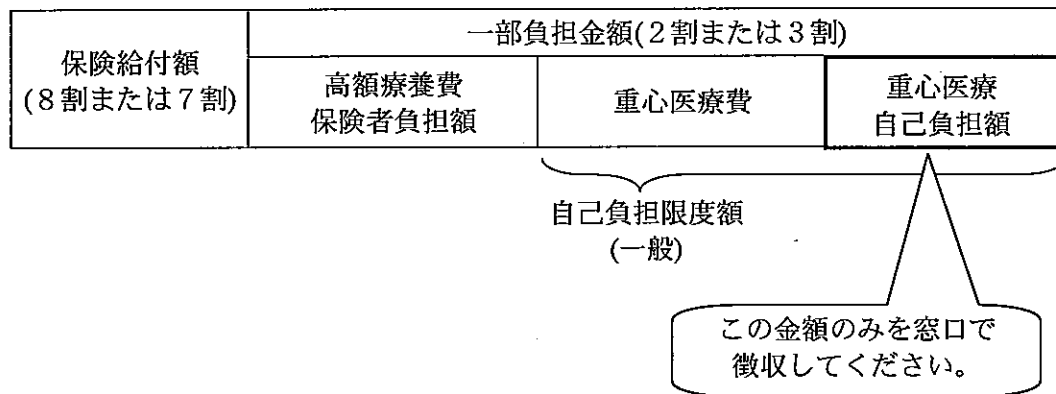 保険給付額
(8割または7割)
一部負担金額(2割または3割)
高額療養費
保険者負担額
重心医療費
重心医療
自己負担額
自己負担限度額
(一般)
この金額のみを窓口で
徴収してください。